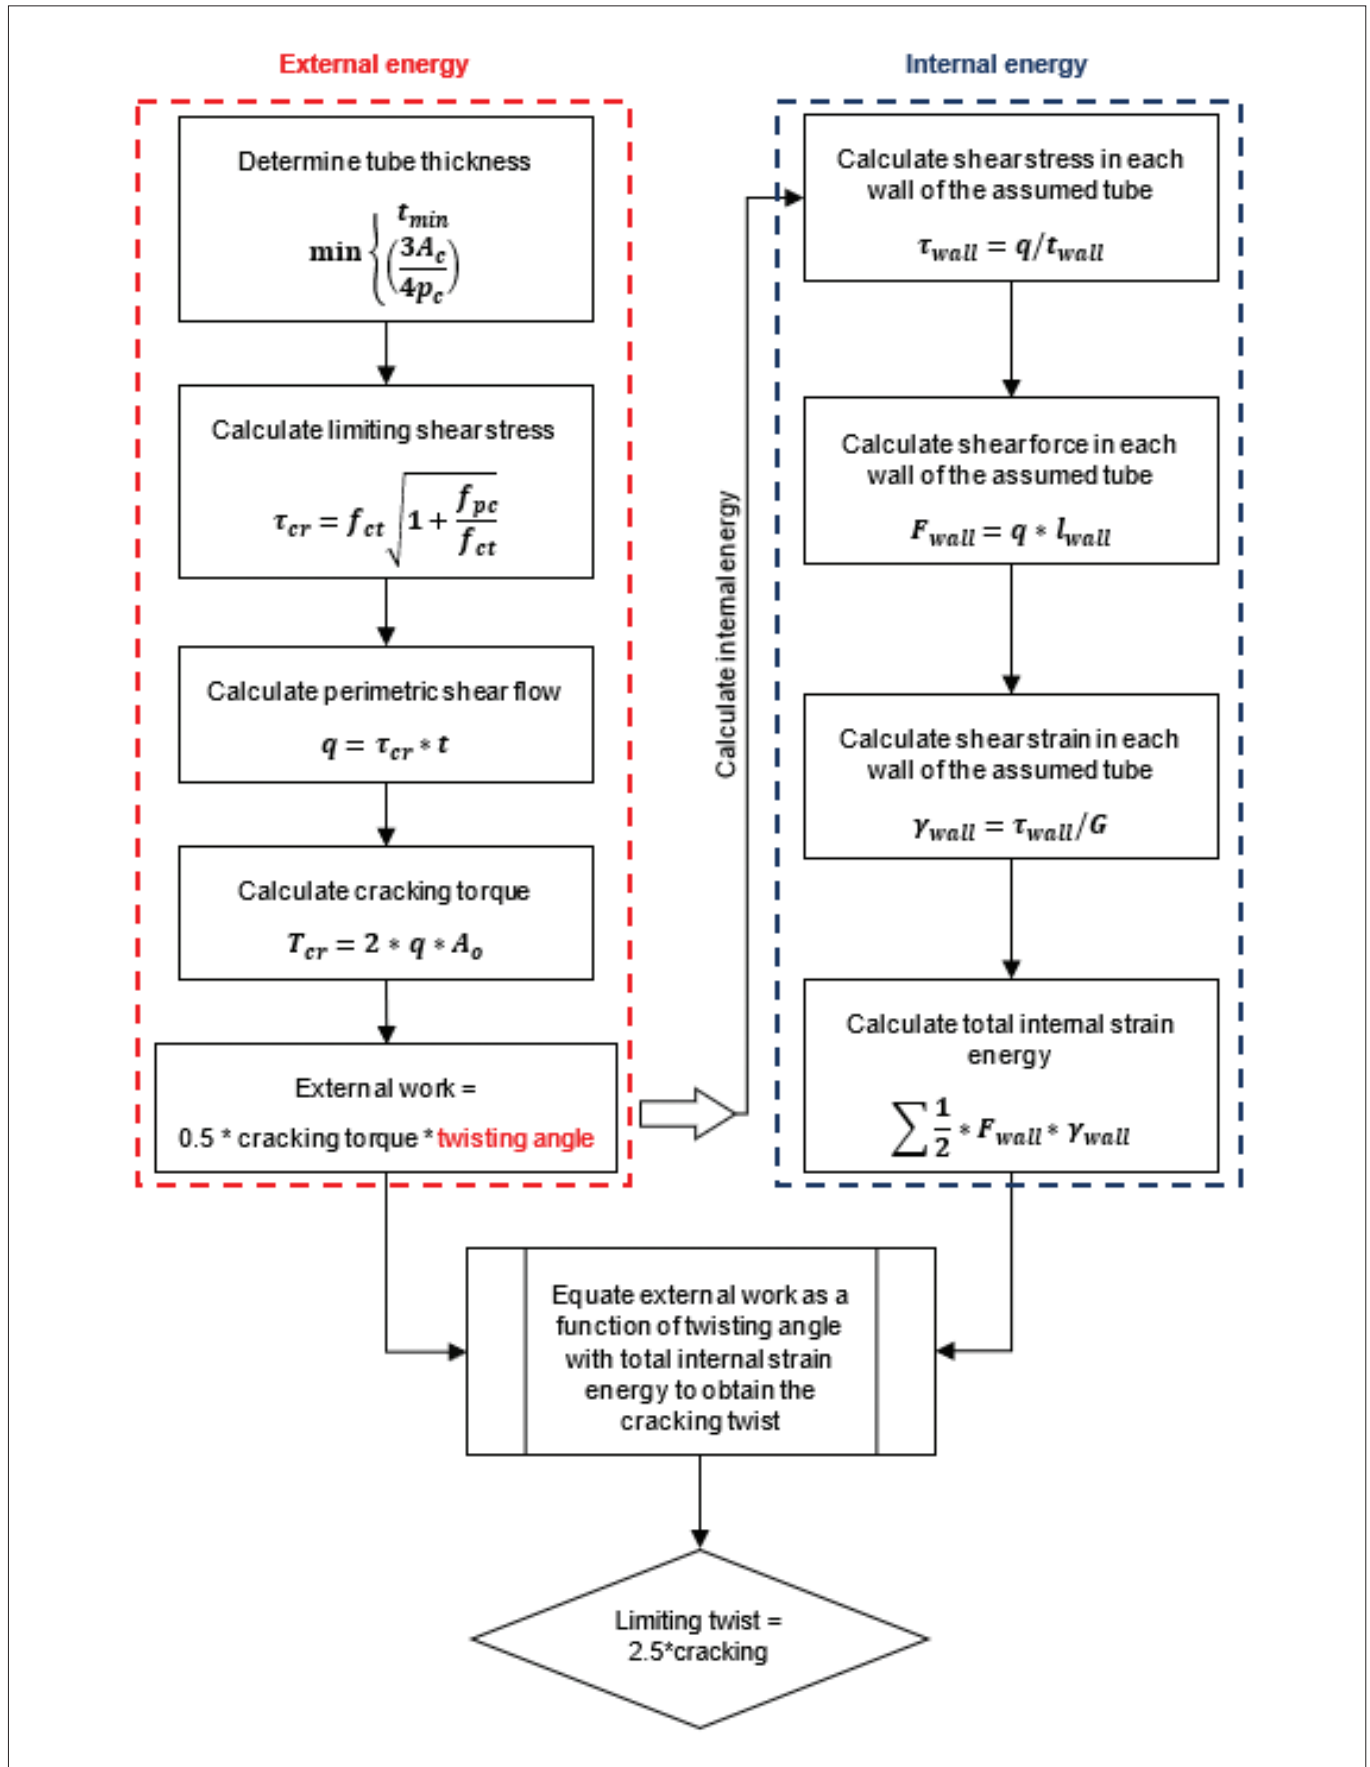 External energy
Determine tube thickness
min { t_min
(3A_c / 4p_c)
Calculate limiting shear stress
τ_cr = f_ct √(1 + f_pc / f_ct)
Calculate perimetric shear flow
q = τ_cr * t
Calculate cracking torque
T_cr = 2 * q * A_o
External work =
0.5 * cracking torque * twisting angle
Calculate internal energy
Internal energy
Calculate shear stress in each
wall of the assumed tube
τ_wall = q/t_wall
Calculate shear force in each
wall of the assumed tube
F_wall = q * l_wall
Calculate shear strain in each
wall of the assumed tube
γ_wall = τ_wall/G
Calculate total internal strain
energy
∑ 1/2 * F_wall * γ_wall
Equate external work as a
function of twisting angle
with total internal strain
energy to obtain the
cracking twist
Limiting twist =
2.5*cracking